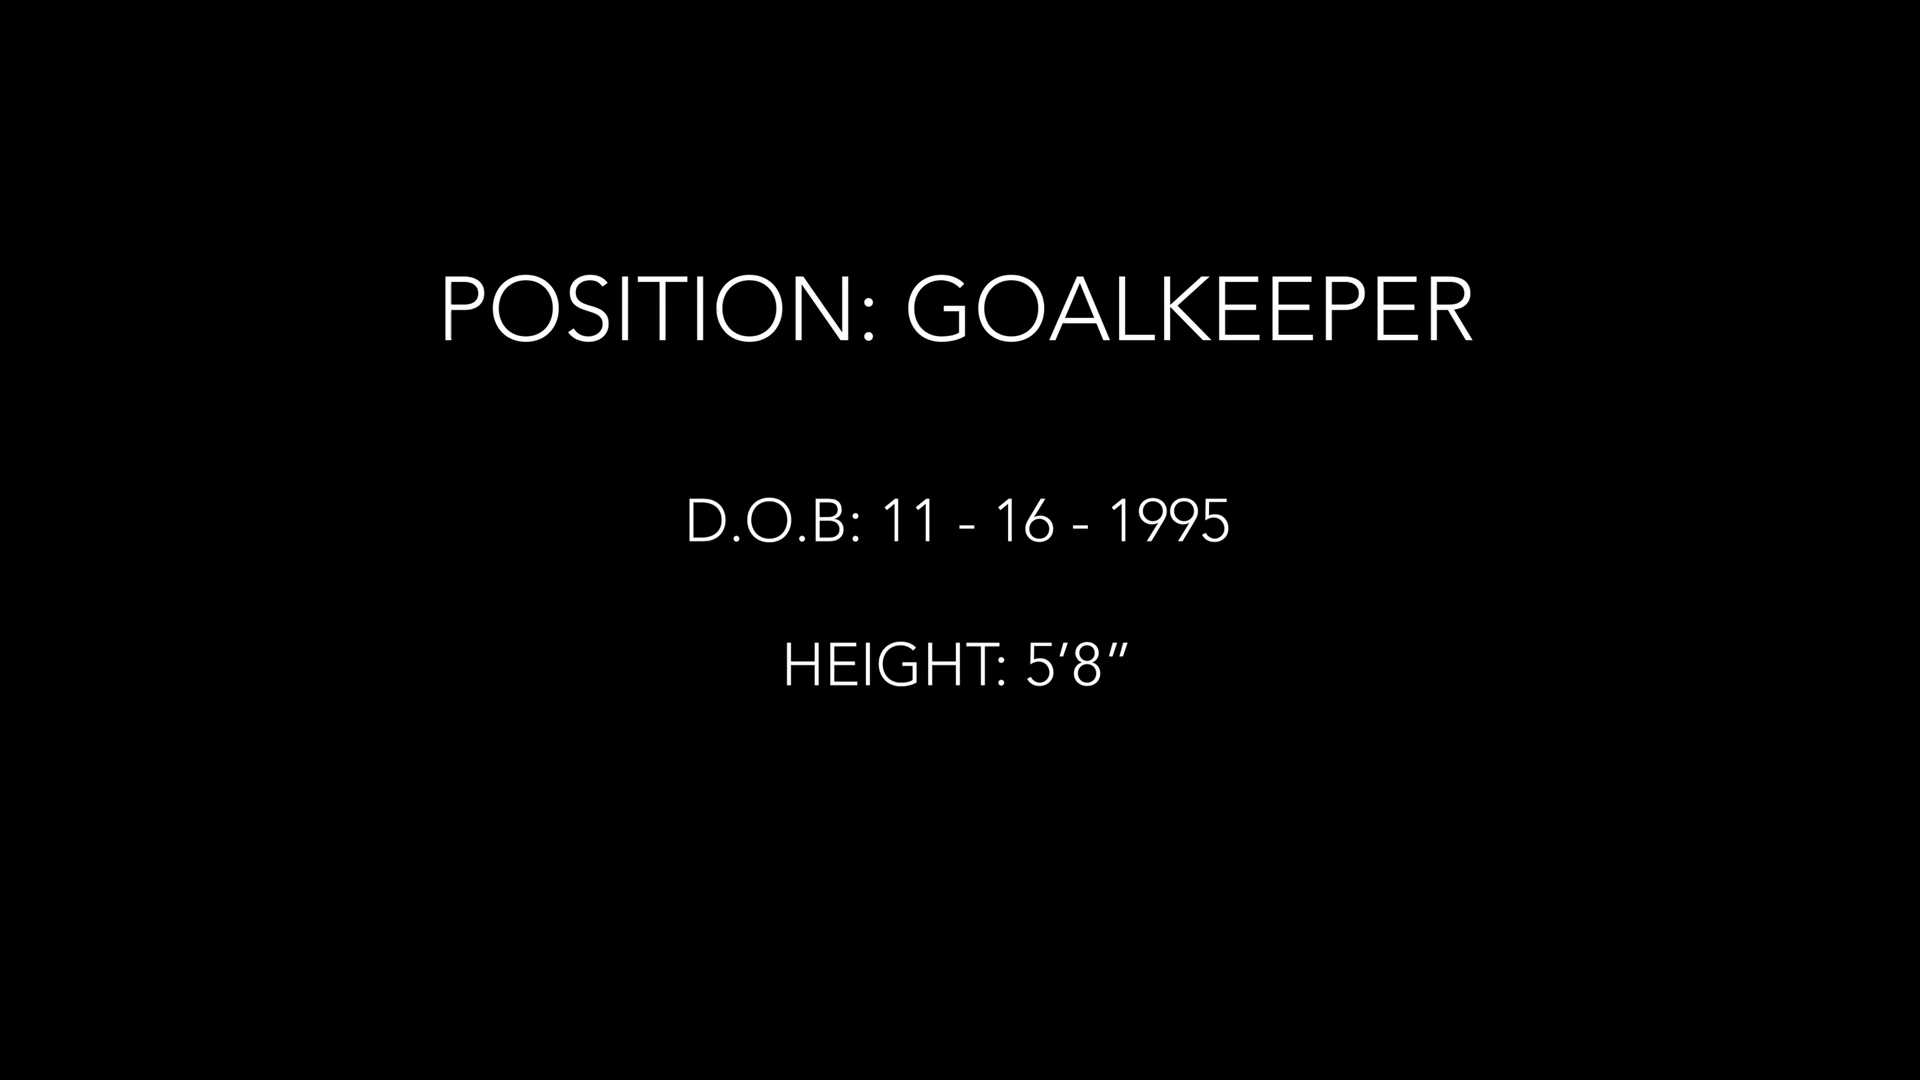 POSITION: GOALKEEPER
D.O.B: 11 - 16 - 1995
HEIGHT: 5’8”